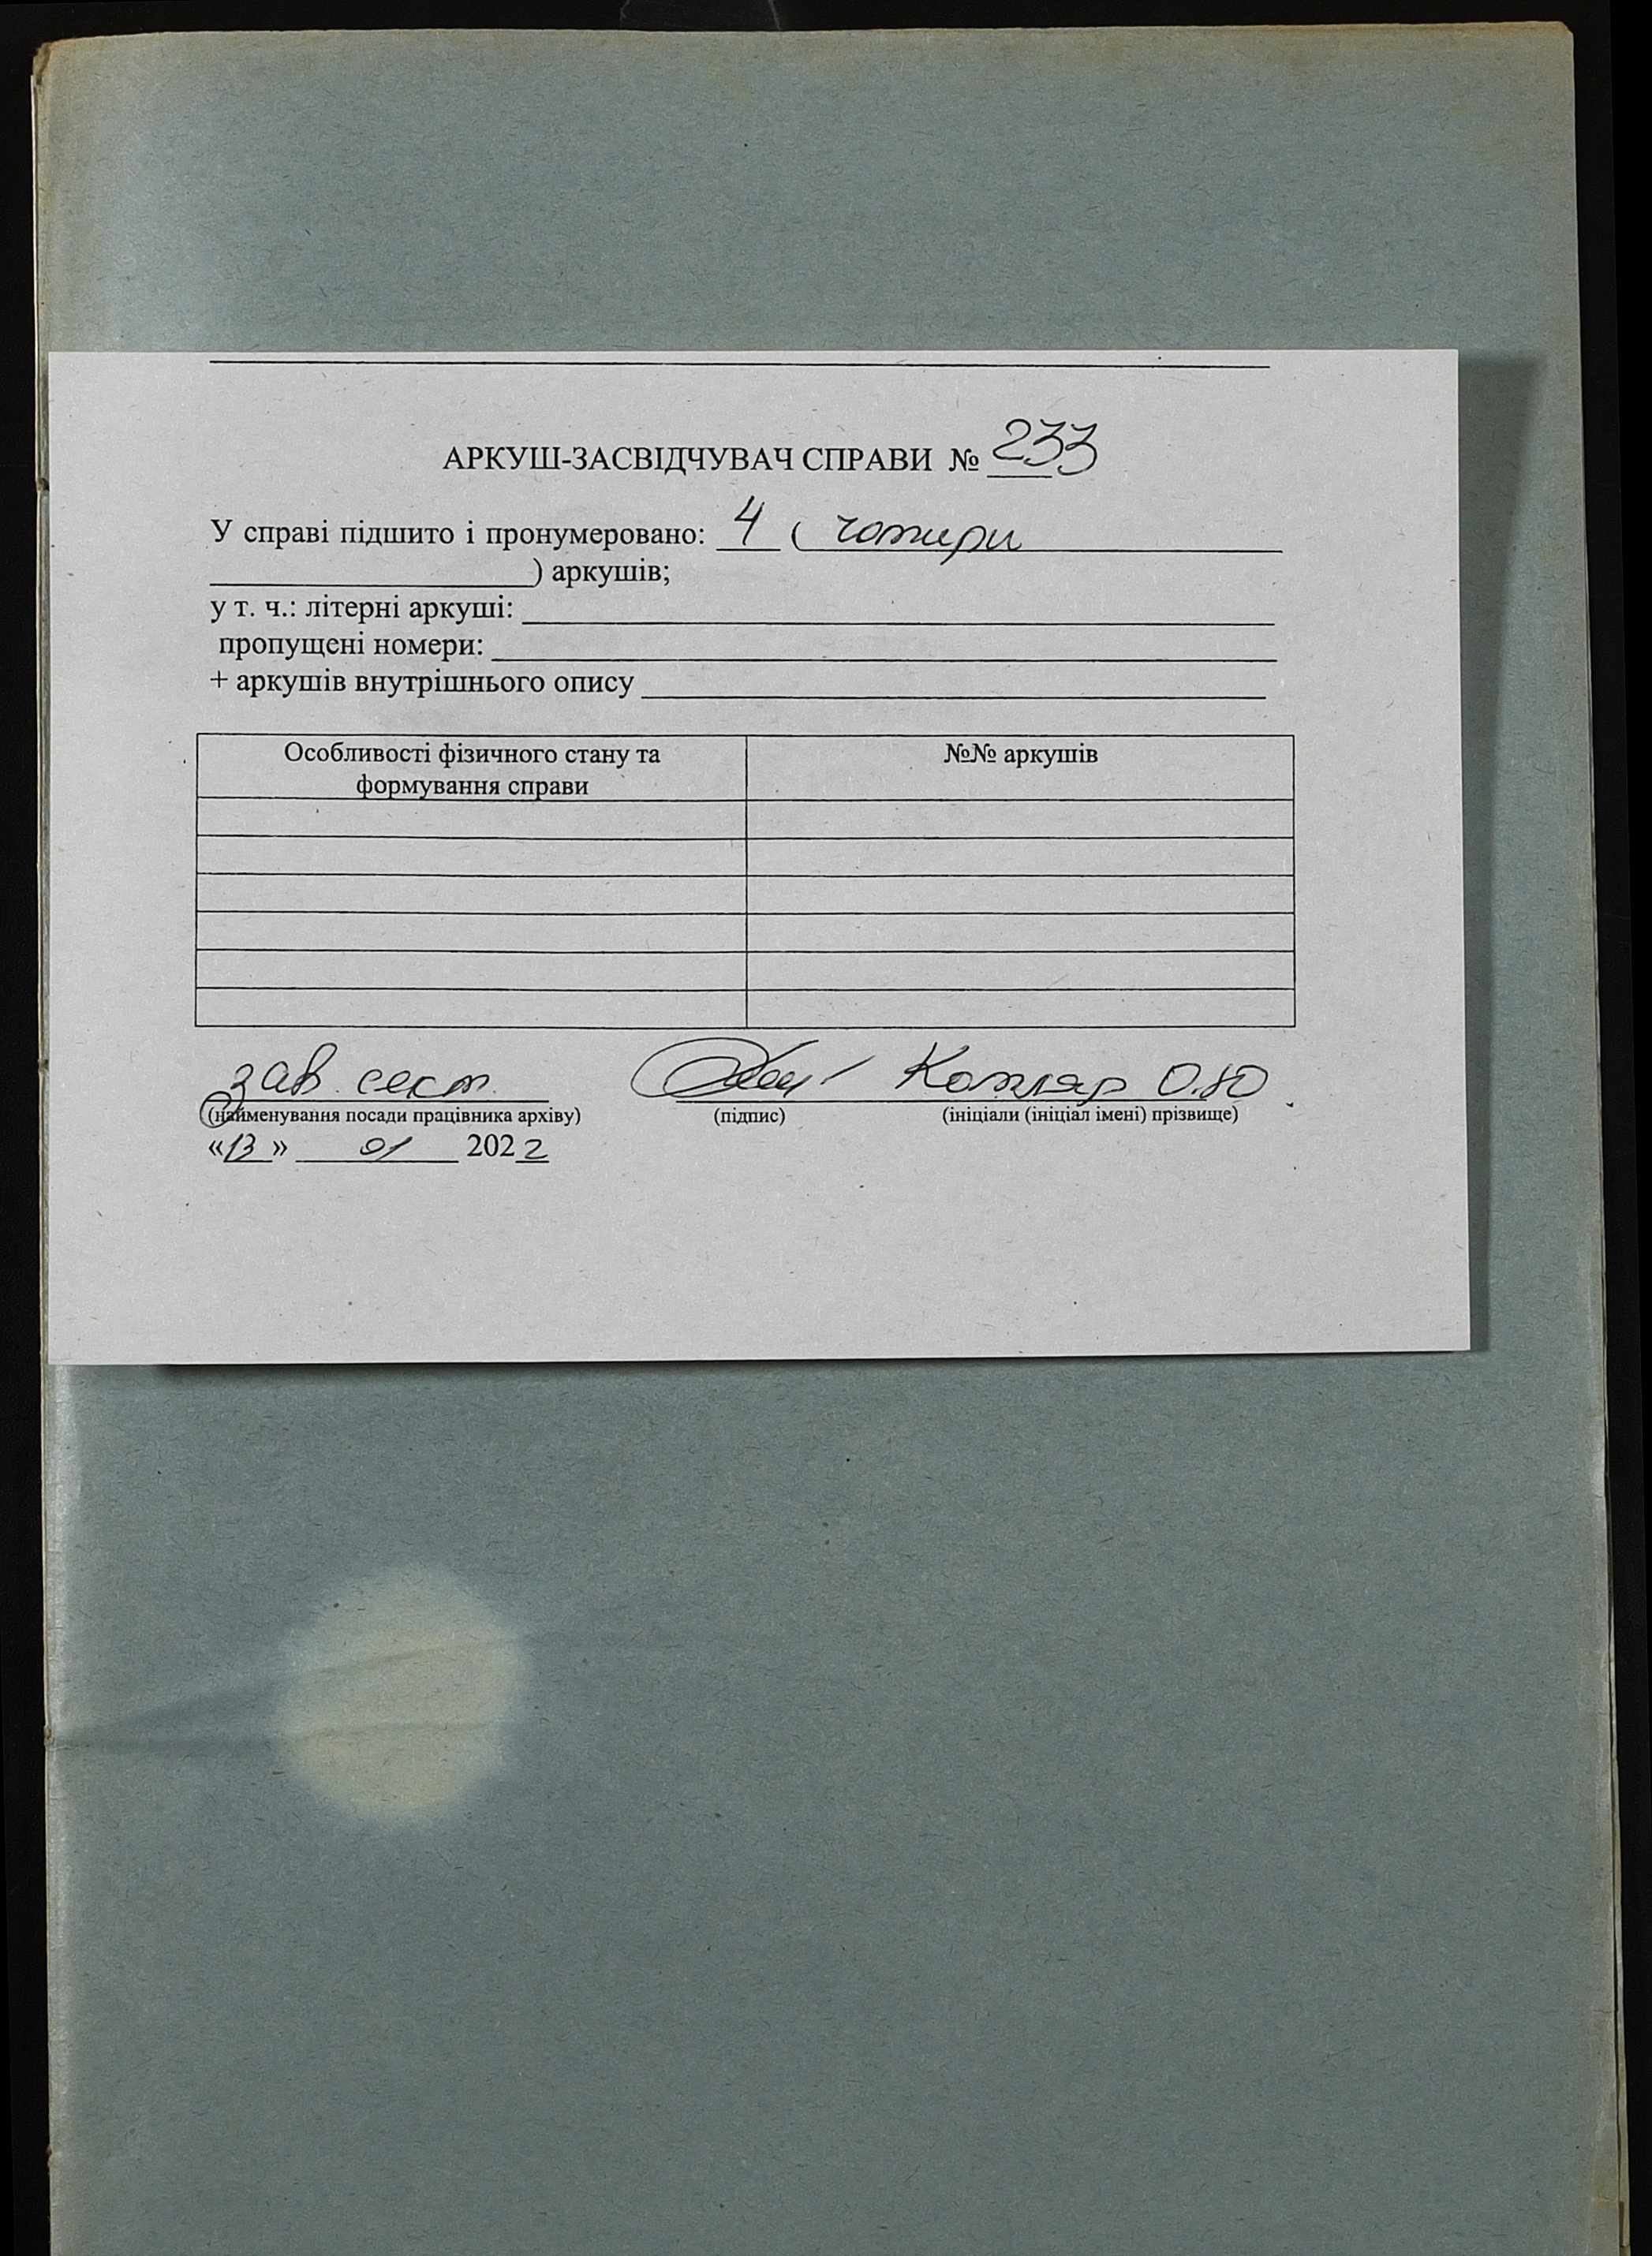 АРКУШ-ЗАСВІДЧУВАЧ СПРАВИ № 233
У справі підшито і пронумеровано: 4 ( чотири
) аркушів;
у т. ч.: літерні аркуші:
пропущені номери:
+ аркушів внутрішнього опису
Особливості фізичного стану та
формування справи
№№ аркушів
зав. сект. Котляр О.Ю
(найменування посади працівника архіву) (підпис) (ініціали (ініціал імені) прізвище)
«13» 01 2022